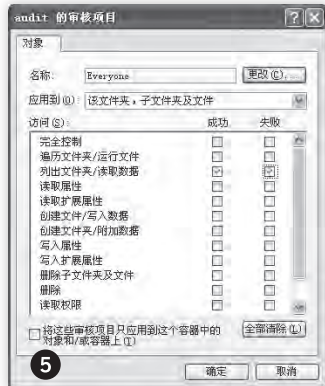 audit 的审核项目
对象
名称: Everyone 更改(C)...
应用到(O): 该文件夹，子文件夹及文件
访问(S): 成功 失败
完全控制
遍历文件夹/运行文件
列出文件夹/读取数据
读取属性
读取扩展属性
创建文件/写入数据
创建文件夹/附加数据
写入属性
写入扩展属性
删除子文件夹及文件
删除
读取权限
将这些审核项目只应用到这个容器中的
对象和/或容器上(T)
全部清除(L)
5
确定 取消